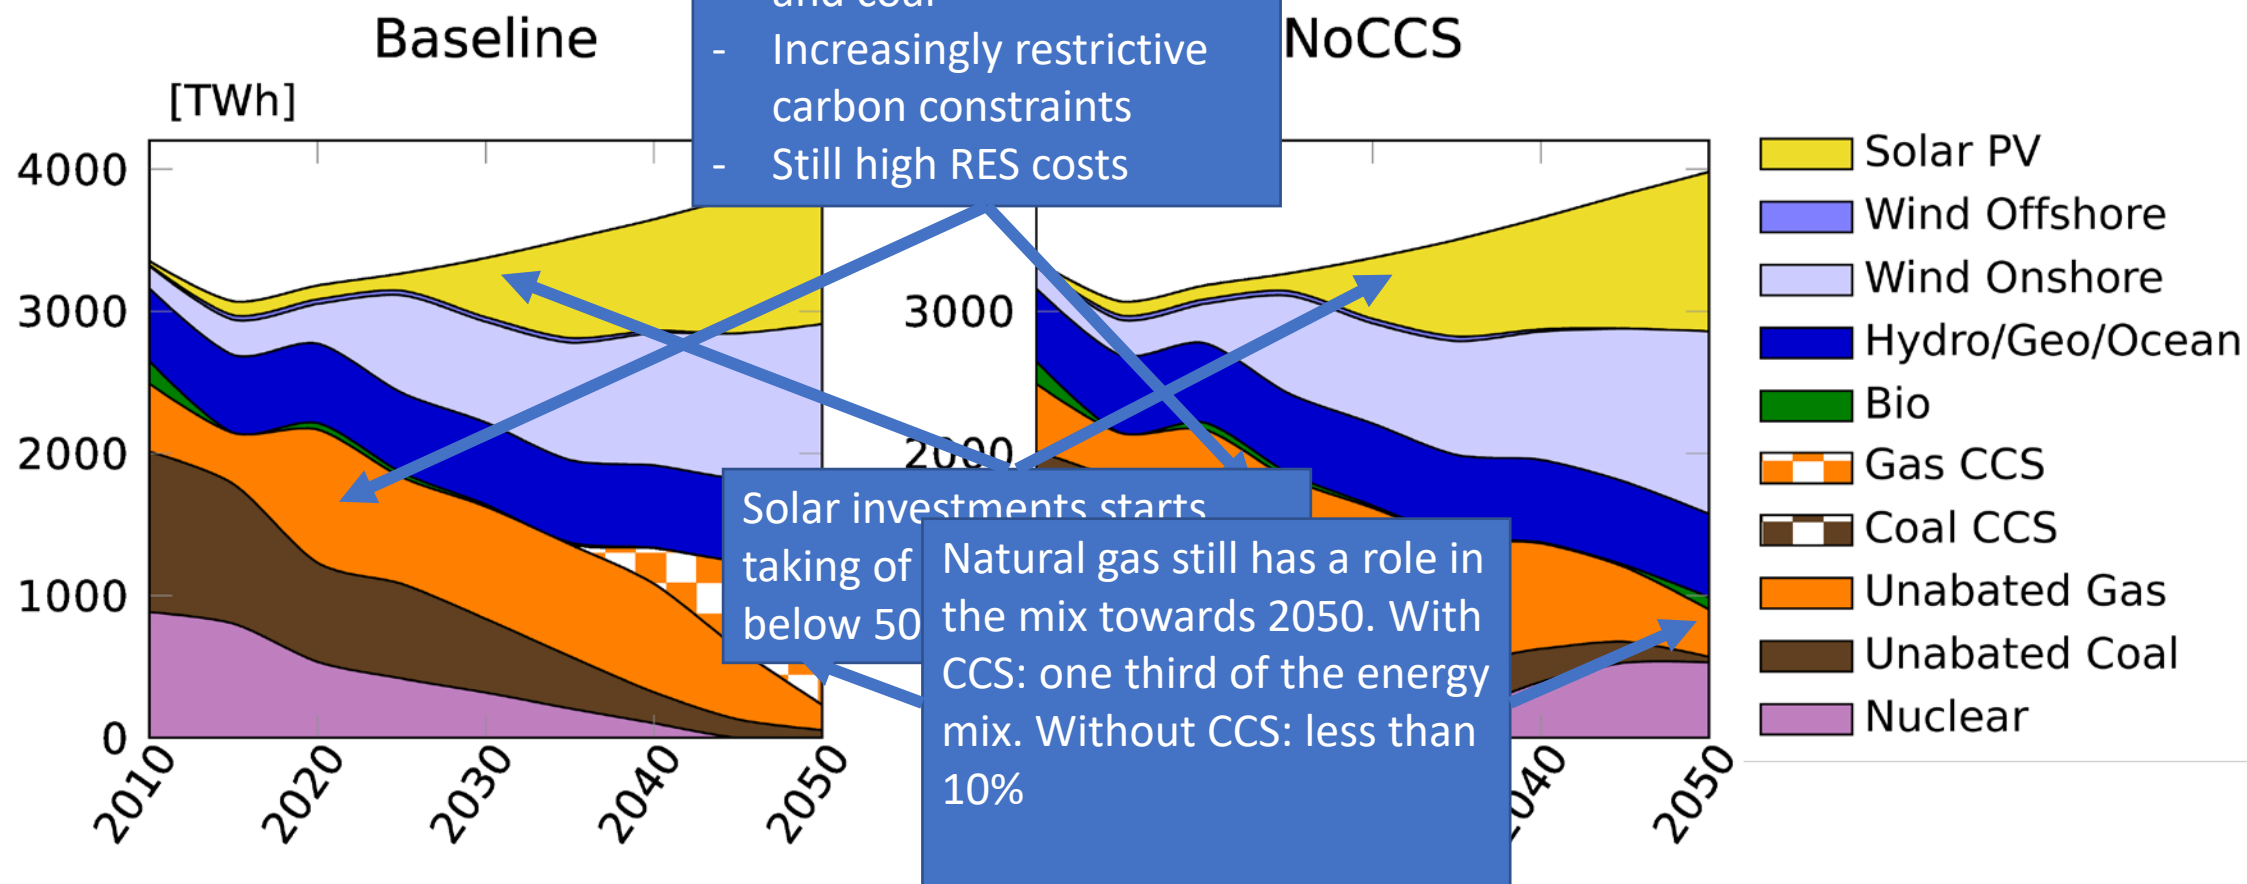 and coal
Baseline
- Increasingly restrictive
carbon constraints
- Still high RES costs
NoCCS
[TWh]
4000
3000
2000
1000
0
2010
2020
2030
2040
2050
3000
2000
2040
2050
Solar investments starts
taking of
below 50
Natural gas still has a role in
the mix towards 2050. With
CCS: one third of the energy
mix. Without CCS: less than
10%
Solar PV
Wind Offshore
Wind Onshore
Hydro/Geo/Ocean
Bio
Gas CCS
Coal CCS
Unabated Gas
Unabated Coal
Nuclear